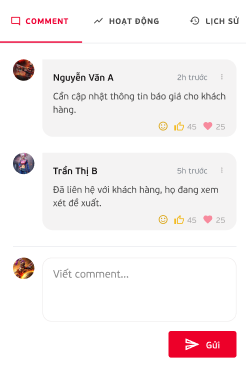 COMMENT HOẠT ĐỘNG LỊCH SỬ
Nguyễn Văn A 2h trước
Cần cập nhật thông tin báo giá cho khách
hàng.
45 25
Trần Thị B 5h trước
Đã liên hệ với khách hàng, họ đang xem
xét đề xuất.
45 25
Viết comment...
Gửi